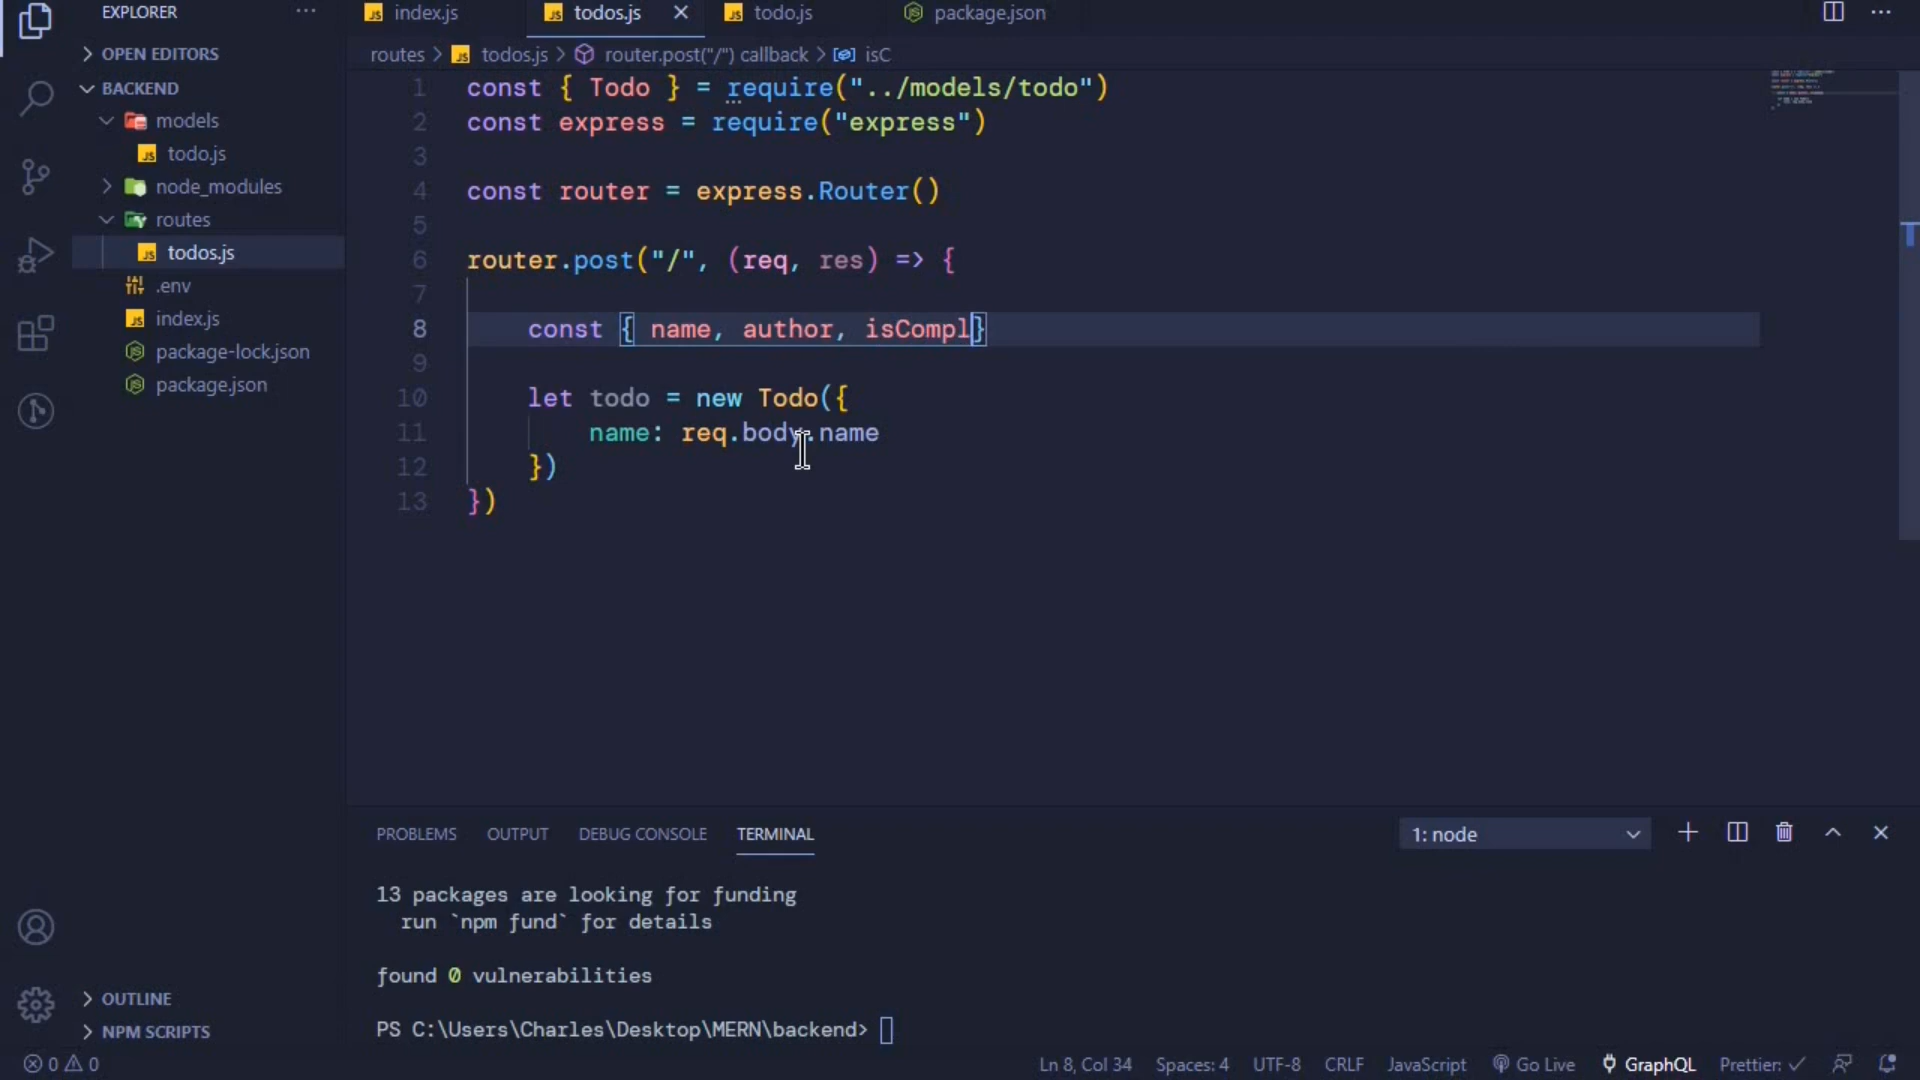 EXPLORER ...
index.js todos.js todo.js package.json
OPEN EDITORS
routes > todos.js > router.post("/") callback > isC
BACKEND
models
todo.js
node_modules
routes
todos.js
.env
index.js
package-lock.json
package.json
1 const { Todo } = require("../models/todo")
2 const express = require("express")
3
4 const router = express.Router()
5
6 router.post("/", (req, res) => {
7
8 const { name, author, isCompl}
9
10 let todo = new Todo({
11 name: req.body.name
12 })
13 })
PROBLEMS OUTPUT DEBUG CONSOLE TERMINAL 1: node
13 packages are looking for funding
run `npm fund` for details
found 0 vulnerabilities
PS C:\Users\Charles\Desktop\MERN\backend>
OUTLINE
NPM SCRIPTS
0 0 Ln 8, Col 34 Spaces: 4 UTF-8 CRLF JavaScript Go Live GraphQL Prettier: ✓